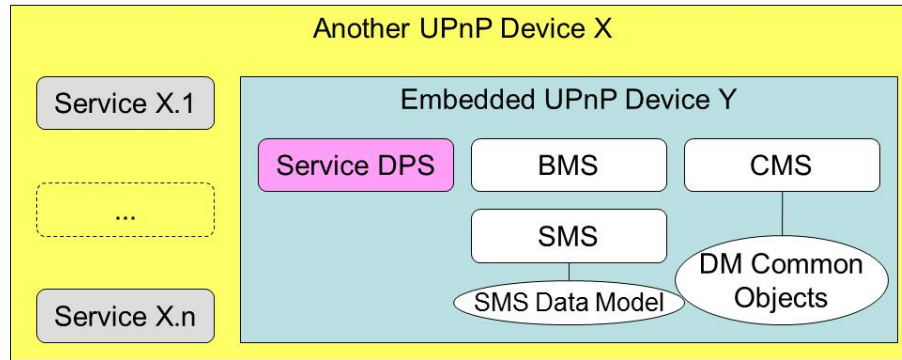 Another UPnP Device X
Service X.1
...
Service X.n
Embedded UPnP Device Y
Service DPS
BMS
CMS
SMS
SMS Data Model
DM Common
Objects